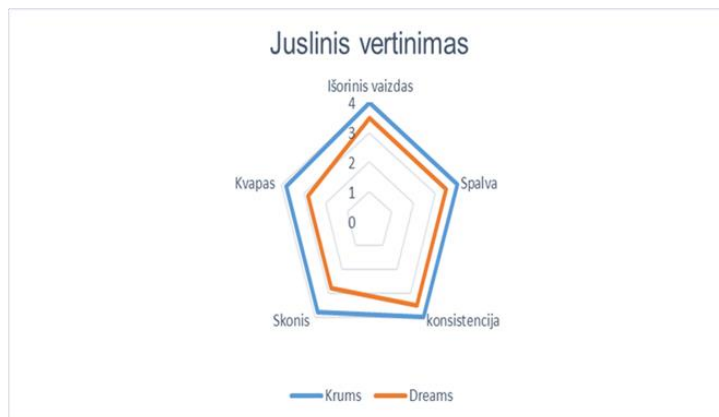 Juslinis vertinimas
Išorinis vaizdas
4
3
2
1
0
Kvapas
Spalva
Skonis
konsistencija
Krums
Dreams